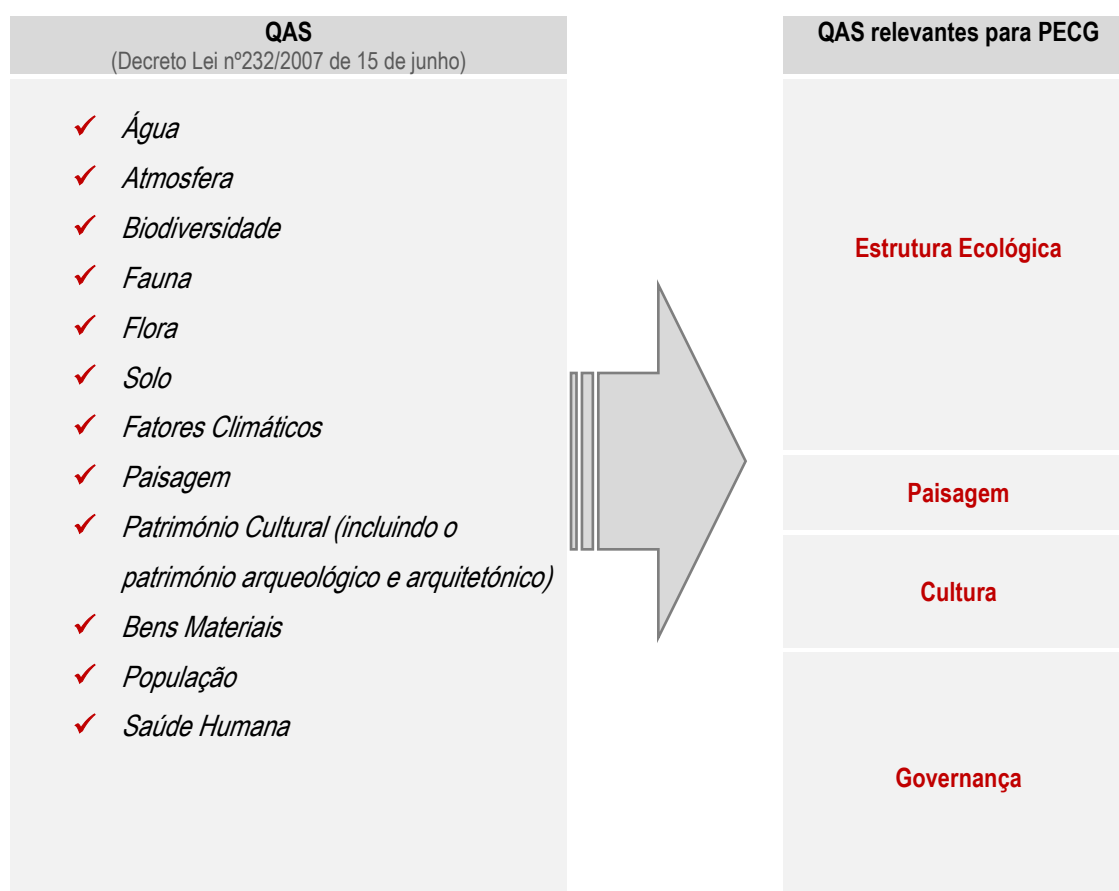 QAS
(Decreto Lei nº232/2007 de 15 de junho)
Água
Atmosfera
Biodiversidade
Fauna
Flora
Solo
Fatores Climáticos
Paisagem
Património Cultural (incluindo o
património arqueológico e arquitetónico)
Bens Materiais
População
Saúde Humana
QAS relevantes para PECG
Estrutura Ecológica
Paisagem
Cultura
Governança